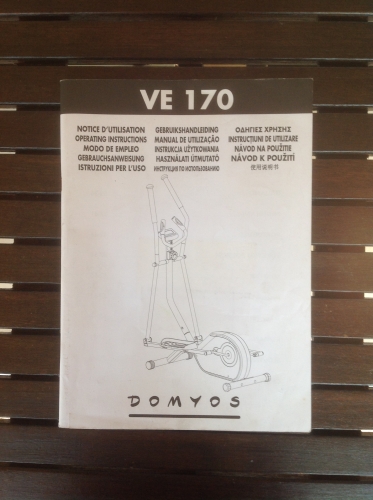 VE 170
NOTICE D'UTILISATION
OPERATING INSTRUCTIONS
MODO DE EMPLEO
GEBRAUCHSANWEISUNG
ISTRUZIONI PER L'USO
GEBRUIKSHANDLEIDING
MANUAL DE UTILIZAÇÃO
INSTRUKCJA UŻYTKOWANIA
HASZNÁLATI ÚTMUTATÓ
ИНСТРУКЦИЯ ПО ИСПОЛЬЗОВАНИЮ
ΟΔΗΓΙΕΣ ΧΡΗΣΗΣ
INSTRUCȚIUNI DE UTILIZARE
NÁVOD NA POUŽITIE
NÁVOD K POUŽITÍ
使用说明书
DOMYOS